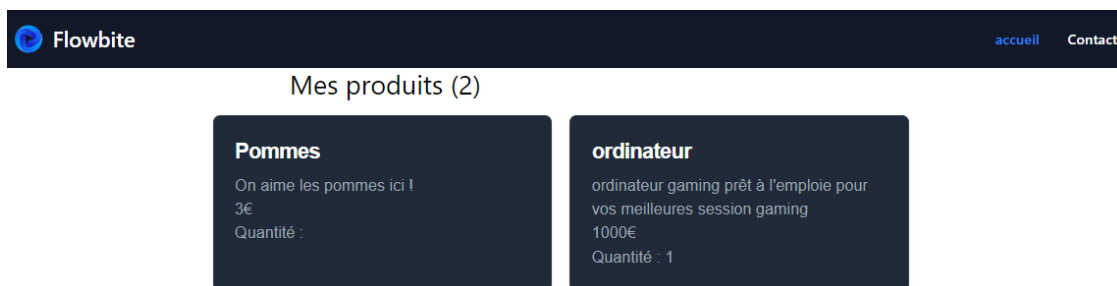 Flowbite
accueil Contact
Mes produits (2)
Pommes
On aime les pommes ici !
3€
Quantité :
ordinateur
ordinateur gaming prêt à l'emploie pour
vos meilleures session gaming
1000€
Quantité : 1